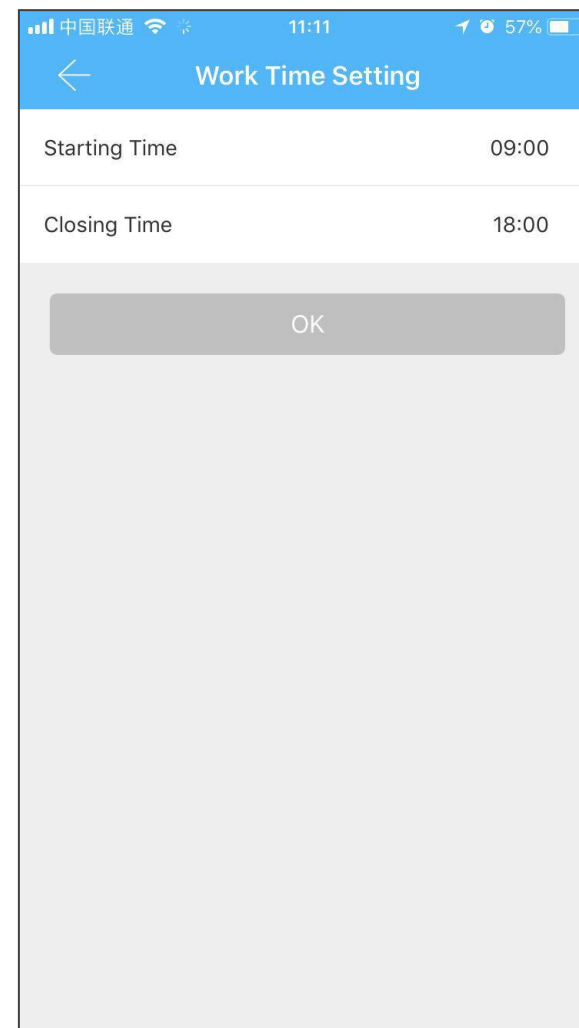 中国联通 11:11 57%
Work Time Setting
Starting Time 09:00
Closing Time 18:00
OK